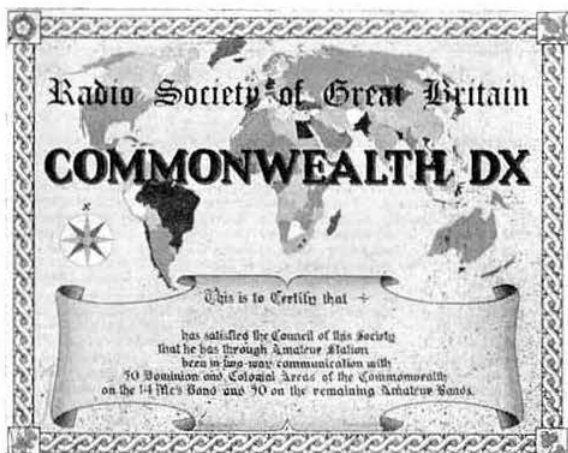 Radio Society of Great Britain
COMMONWEALTH DX
This is to Certify that
has satisfied the Council of this Society
that he has through Amateur Station
been in two-way communication with
50 Dominion and Colonial Areas of the Commonwealth
on the 14 Mc/s Band and 50 on the remaining Amateur Bands.